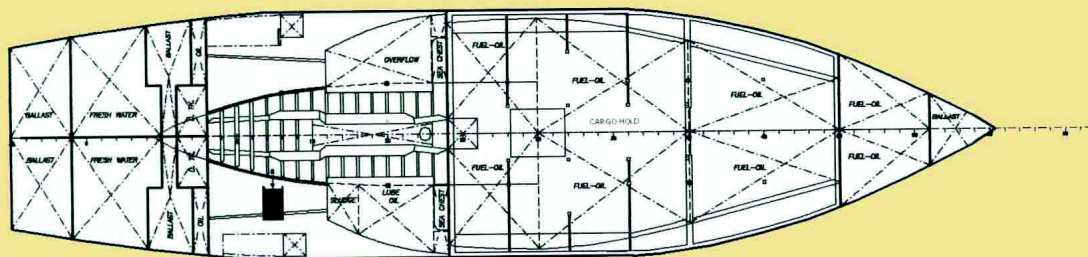 BALLAST
OIL
OVERFLOW
SEA CHEST
FUEL-OIL
FUEL-OIL
FUEL-OIL
FUEL-OIL
BALLAST
FRESH WATER
CARGO HOLD
BALLAST
BALLAST
FRESH WATER
FUEL-OIL
FUEL-OIL
FUEL-OIL
FUEL-OIL
SLUDGE
LUBE
OIL
BALLAST
OIL
SEA CHEST